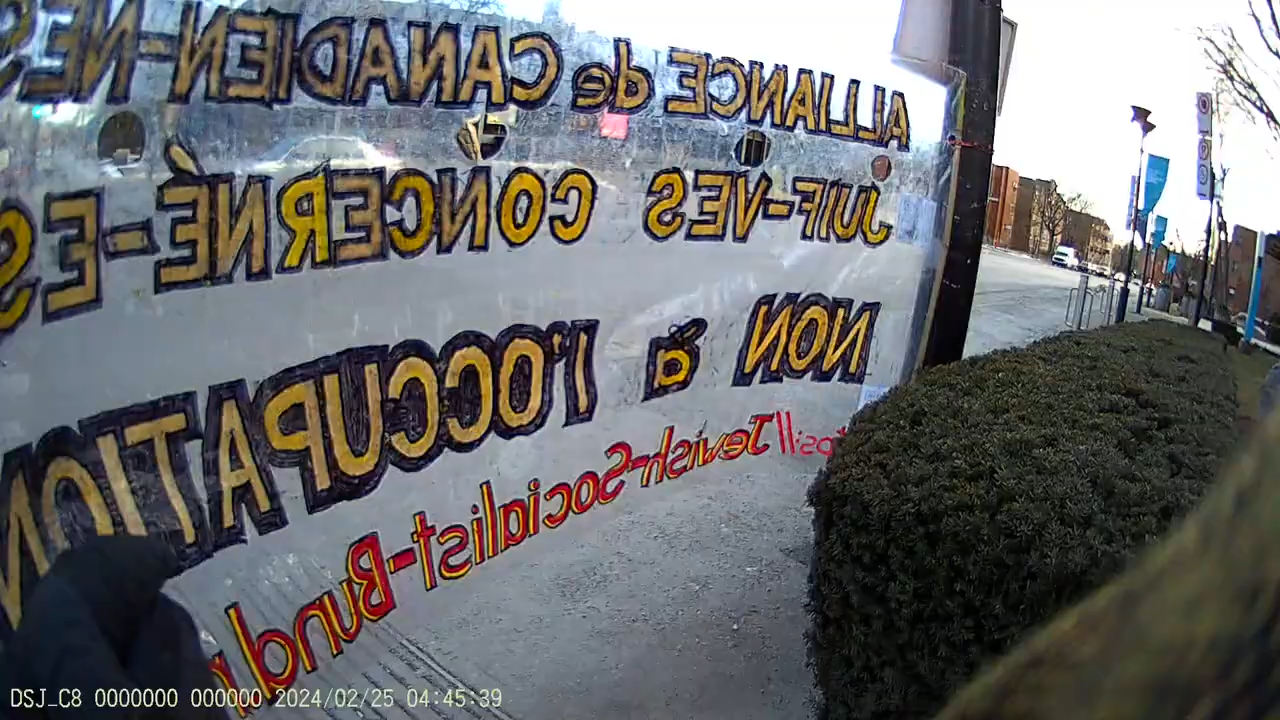 ALLIANCE de CANADIEN-NES
JUIF-VES CONCERNÉ-E-S
NON à l'OCCUPATION
Jewish-Socialist-Bund
DSJ_C8 0000000 000000 2024/02/25 04:45:39